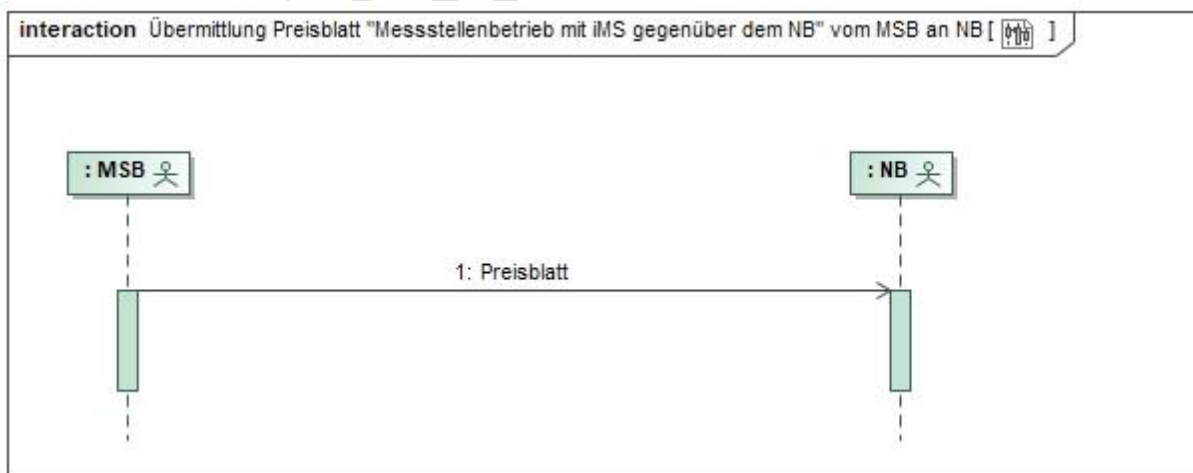 interaction Übermittlung Preisblatt "Messstellenbetrieb mit iMS gegenüber dem NB" vom MSB an NB [ ]
: MSB
: NB
1: Preisblatt